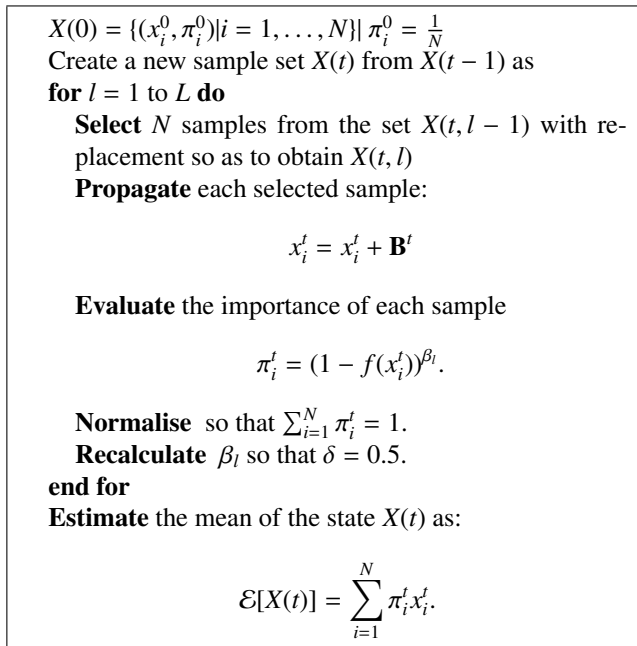 X(0) = {(x_i^0, π_i^0)|i = 1, . . . , N}| π_i^0 = 1/N
Create a new sample set X(t) from X(t − 1) as
for l = 1 to L do
Select N samples from the set X(t, l − 1) with re-
placement so as to obtain X(t, l)
Propagate each selected sample:
x_i^t = x_i^t + B^t
Evaluate the importance of each sample
π_i^t = (1 − f(x_i^t))^{β_l}.
Normalise so that ∑_{i=1}^N π_i^t = 1.
Recalculate β_l so that δ = 0.5.
end for
Estimate the mean of the state X(t) as:
ℰ[X(t)] = ∑_{i=1}^N π_i^t x_i^t.